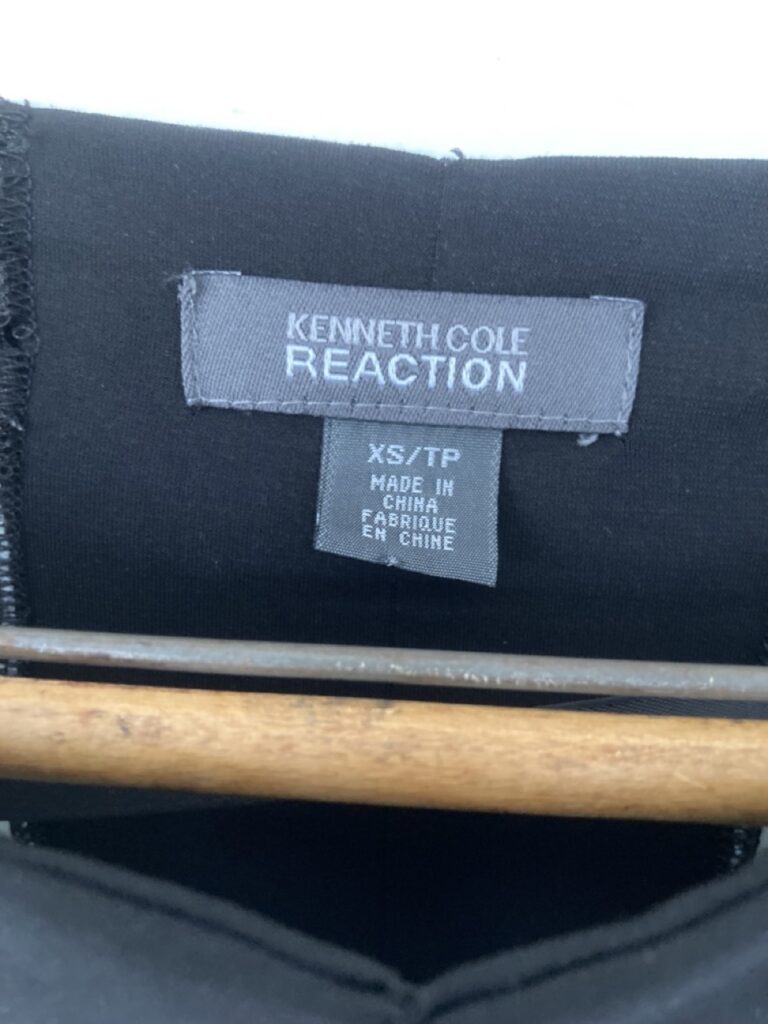 KENNETH COLE
REACTION
XS/TP
MADE IN
CHINA
FABRIQUE
EN CHINE